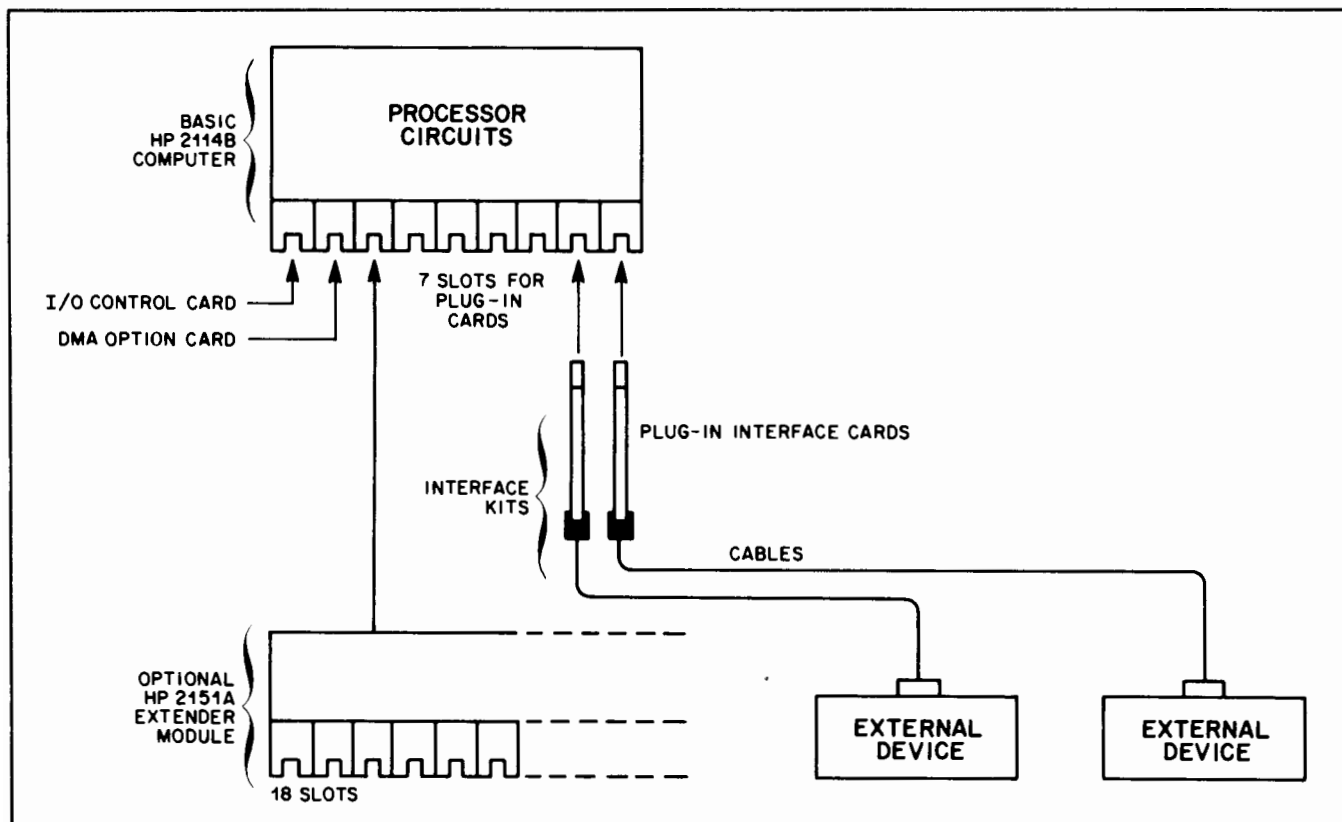 PROCESSOR
CIRCUITS
BASIC
HP 2114B
COMPUTER
I/O CONTROL CARD
DMA OPTION CARD
7 SLOTS FOR
PLUG-IN
CARDS
PLUG-IN INTERFACE CARDS
INTERFACE
KITS
CABLES
OPTIONAL
HP 2151A
EXTENDER
MODULE
18 SLOTS
EXTERNAL
DEVICE
EXTERNAL
DEVICE